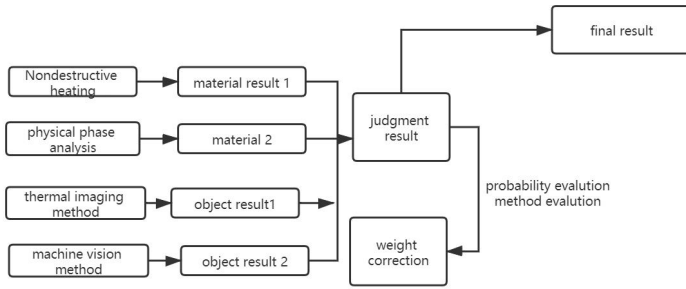 final result
Nondestructive
heating
material result 1
physical phase
analysis
material 2
judgment
result
thermal imaging
method
object result1
probability evalution
method evalution
machine vision
method
object result 2
weight
correction